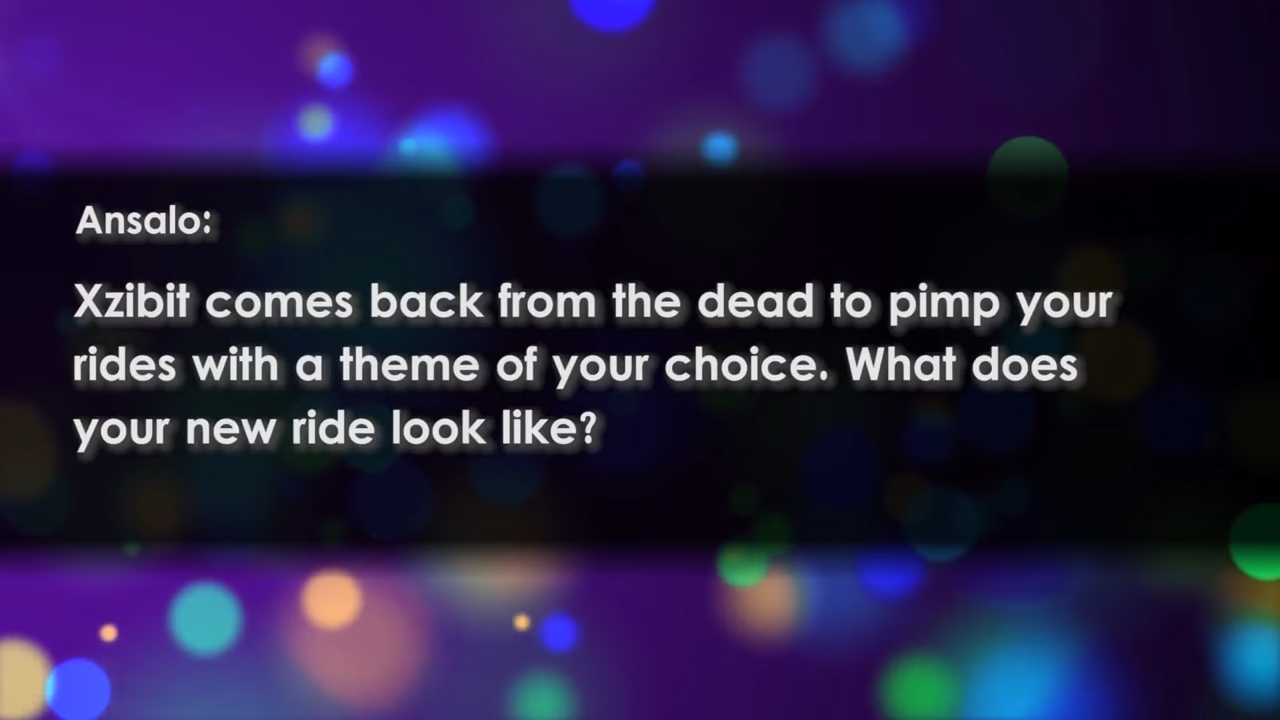 Ansalo:
Xzibit comes back from the dead to pimp your
rides with a theme of your choice. What does
your new ride look like?